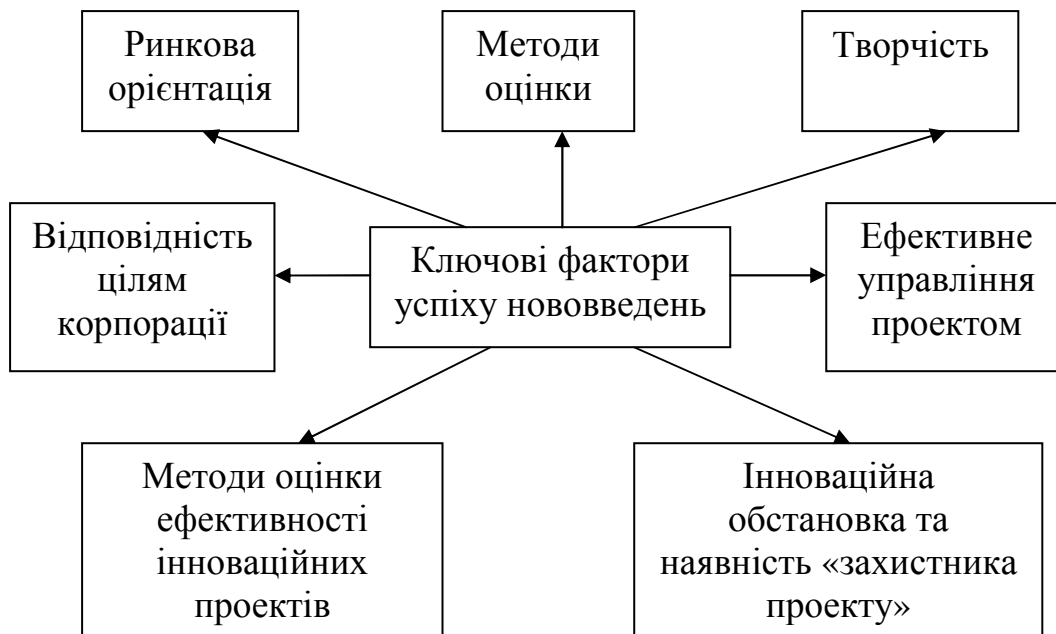 Ринкова
орієнтація
Методи
оцінки
Творчість
Відповідність
цілям
корпорації
Ключові фактори
успіху нововведень
Ефективне
управління
проектом
Методи оцінки
ефективності
інноваційних
проектів
Інноваційна
обстановка та
наявність «захистника
проекту»